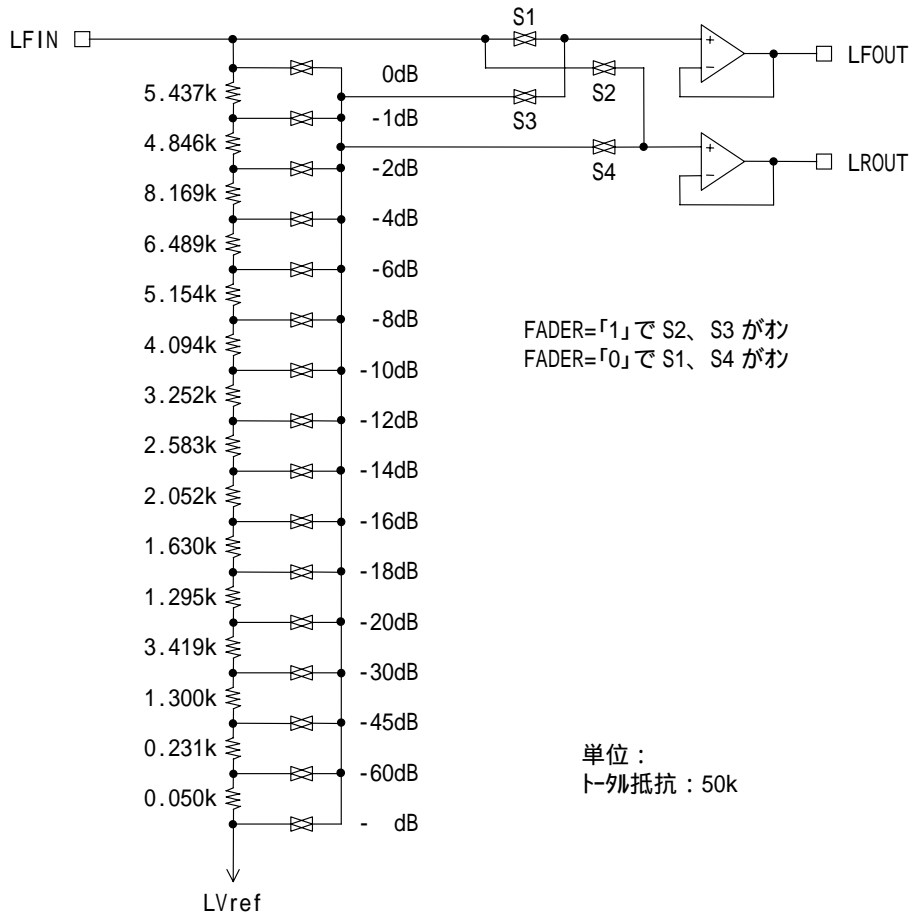 S1
LFIN
LFOUT
0dB
S2
5.437k
S3
-1dB
4.846k
LROUT
-2dB
S4
8.169k
-4dB
6.489k
-6dB
5.154k
-8dB
FADER=「1」で S2、S3 がオン
4.094k
FADER=「0」で S1、S4 がオン
-10dB
3.252k
-12dB
2.583k
-14dB
2.052k
-16dB
1.630k
-18dB
1.295k
-20dB
3.419k
-30dB
1.300k
-45dB
0.231k
単位:
-60dB
トータル抵抗:50k
0.050k
- dB
LVref